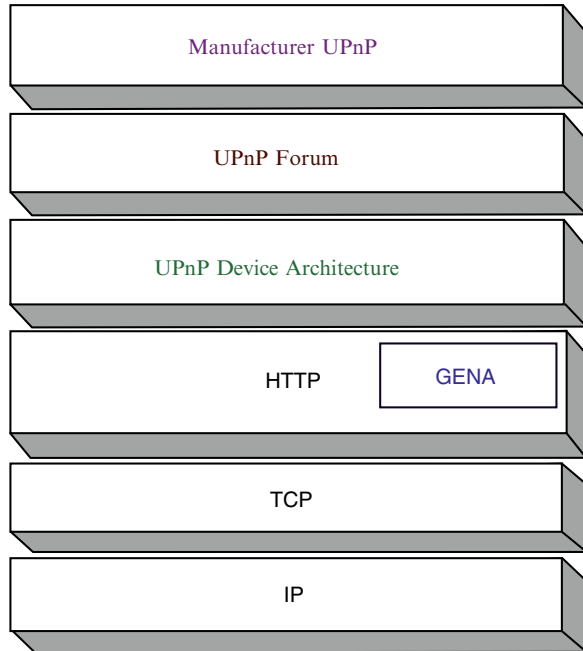 Manufacturer UPnP
UPnP Forum
UPnP Device Architecture
HTTP
GENA
TCP
IP